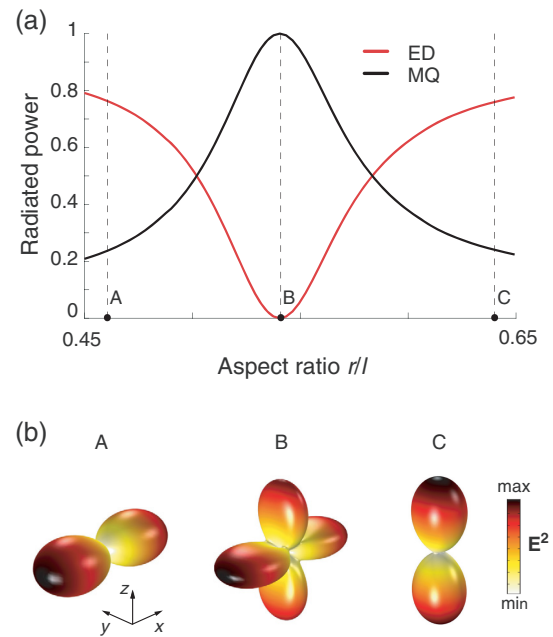 (a)
1
0.8
0.6
0.4
0.2
0
Radiated power
ED
MQ
A
B
C
0.45
0.65
Aspect ratio r/l
(b)
A
B
C
z
y
x
max
E²
min